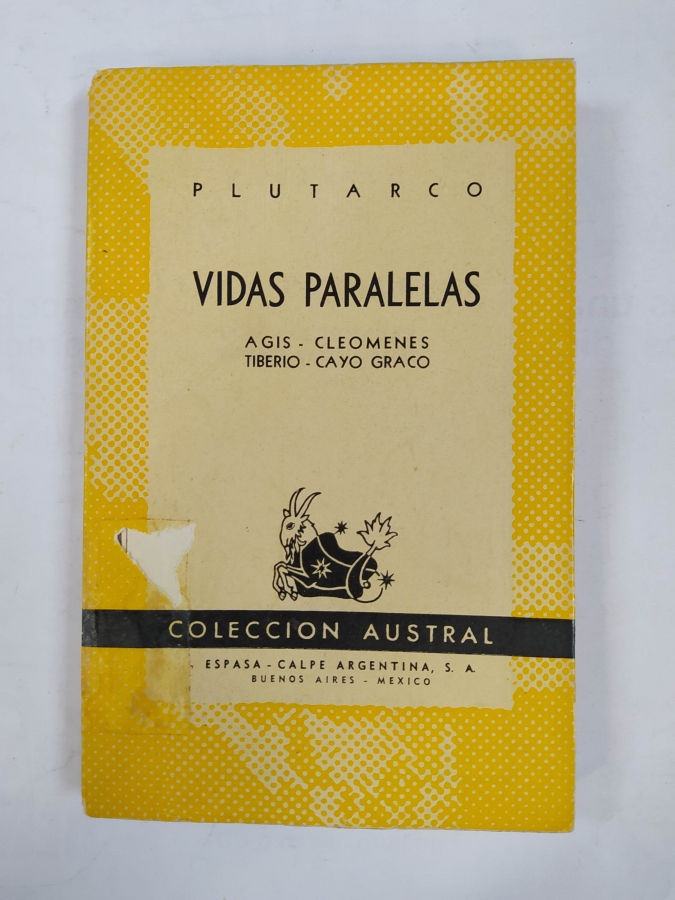 PLUTARCO
VIDAS PARALELAS
AGIS - CLEOMENES
TIBERIO - CAYO GRACO
COLECCION AUSTRAL
ESPASA - CALPE ARGENTINA, S. A.
BUENOS AIRES - MEXICO